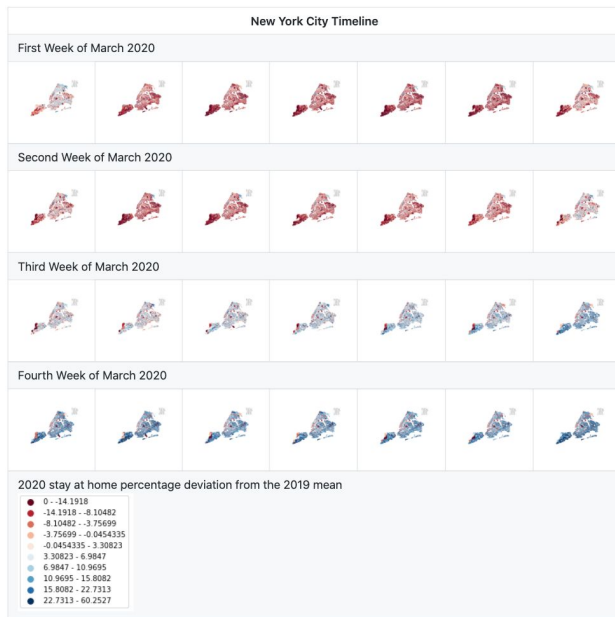 New York City Timeline
First Week of March 2020
Second Week of March 2020
Third Week of March 2020
Fourth Week of March 2020
2020 stay at home percentage deviation from the 2019 mean
0 - -14.1918
-14.1918 - -8.10482
-8.10482 - -3.75699
-3.75699 - -0.0454335
-0.0454335 - 3.30823
3.30823 - 6.9847
6.9847 - 10.9695
10.9695 - 15.8082
15.8082 - 22.7313
22.7313 - 60.2527